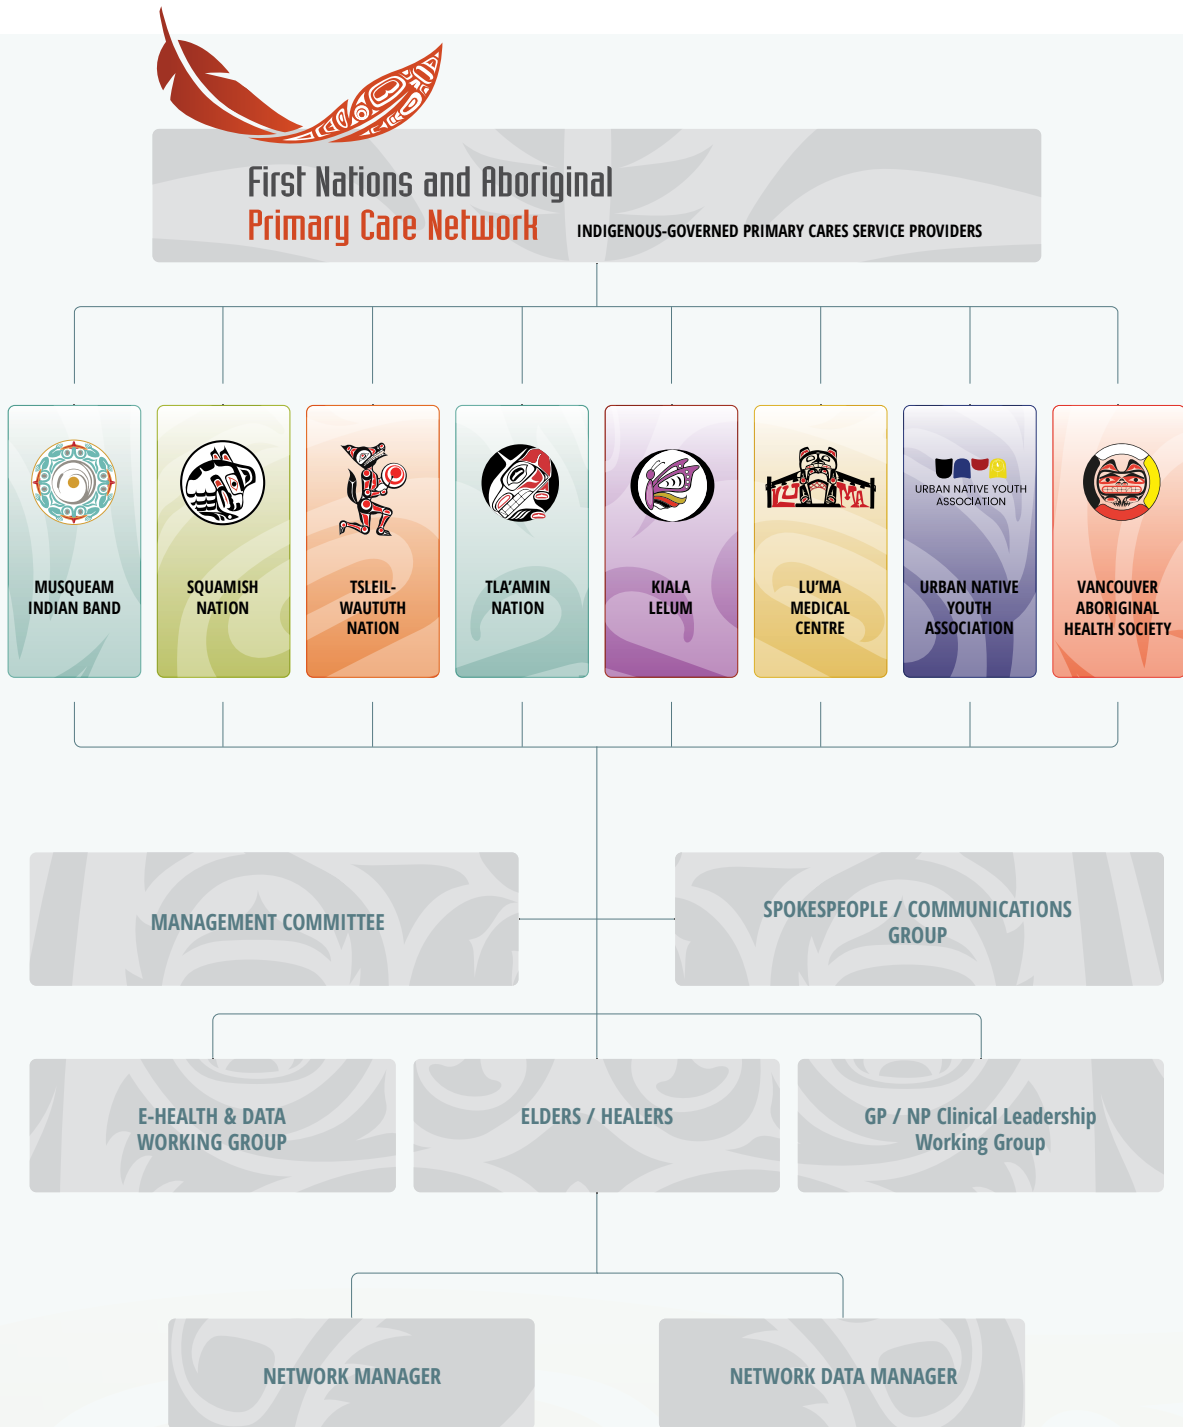 First Nations and Aboriginal
Primary Care Network
INDIGENOUS-GOVERNED PRIMARY CARES SERVICE PROVIDERS
LU MA
URBAN NATIVE YOUTH
ASSOCIATION
MUSQUEAM
INDIAN BAND
SQUAMISH
NATION
TSLEIL-
WAUTUTH
NATION
TLA’AMIN
NATION
KIALA
LELUM
LU’MA
MEDICAL
CENTRE
URBAN NATIVE
YOUTH
ASSOCIATION
VANCOUVER
ABORIGINAL
HEALTH SOCIETY
MANAGEMENT COMMITTEE
SPOKESPEOPLE / COMMUNICATIONS
GROUP
E-HEALTH & DATA
WORKING GROUP
ELDERS / HEALERS
GP / NP Clinical Leadership
Working Group
NETWORK MANAGER
NETWORK DATA MANAGER